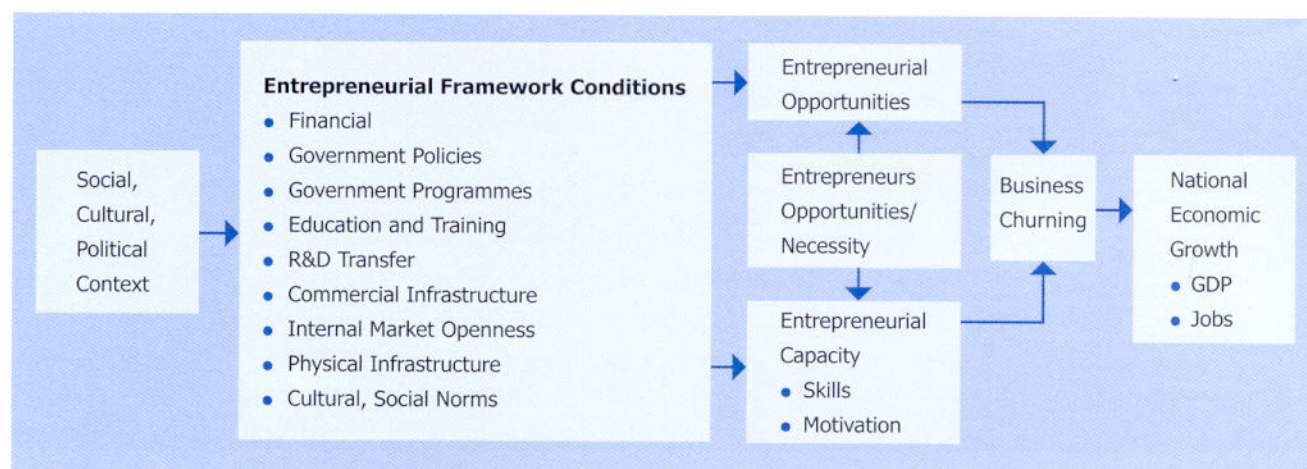 Social,
Cultural,
Political
Context
Entrepreneurial Framework Conditions
● Financial
● Government Policies
● Government Programmes
● Education and Training
● R&D Transfer
● Commercial Infrastructure
● Internal Market Openness
● Physical Infrastructure
● Cultural, Social Norms
Entrepreneurial
Opportunities
Entrepreneurs
Opportunities/
Necessity
Entrepreneurial
Capacity
● Skills
● Motivation
Business
Churning
National
Economic
Growth
● GDP
● Jobs